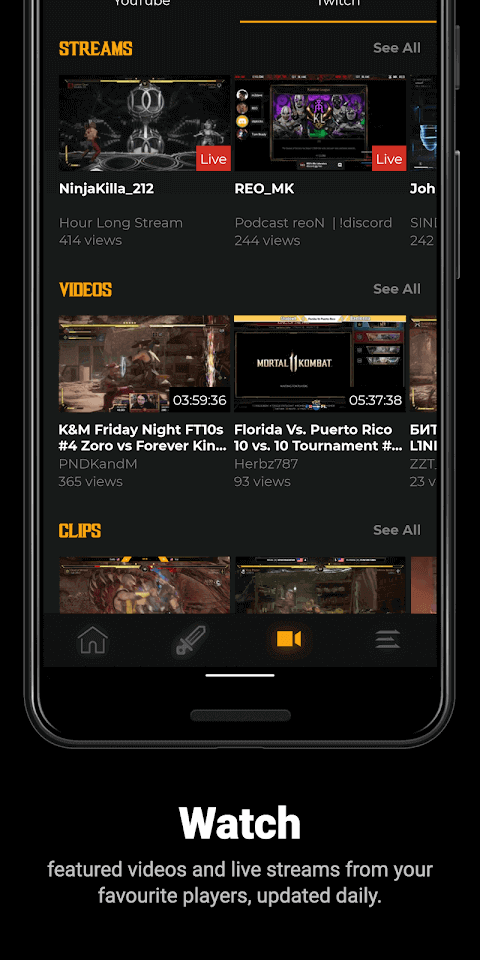 YouTube
Twitch
STREAMS
See All
Live
Live
NinjaKilla_212
REO_MK
Joh
Hour Long Stream
Podcast reoN | !discord
SIN
414 views
244 views
242
VIDEOS
See All
MORTAL KOMBAT
03:59:36
05:37:38
K&M Friday Night FT10s
#4 Zoro vs Forever Kin...
Florida Vs. Puerto Rico
10 vs. 10 Tournament #...
БИТ
L1NI
PNDKandM
Herbz787
ZZT_
365 views
93 views
23 v
CLIPS
See All
Watch
featured videos and live streams from your
favourite players, updated daily.